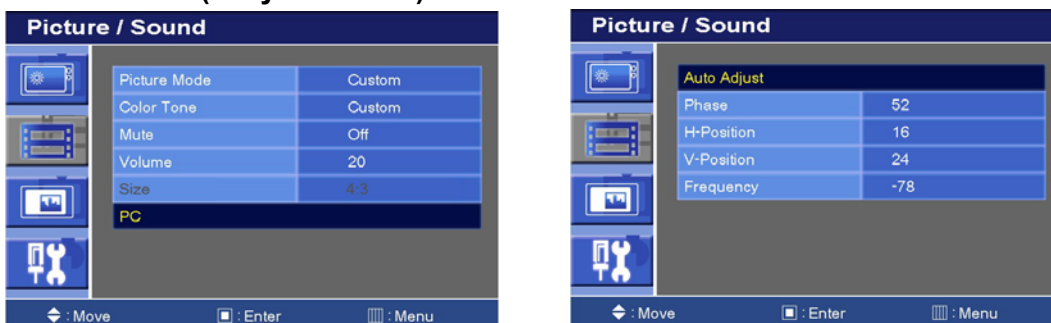 Picture / Sound
Picture Mode Custom
Color Tone Custom
Mute Off
Volume 20
Size 4:3
PC
: Move : Enter : Menu
Picture / Sound
Auto Adjust
Phase 52
H-Position 16
V-Position 24
Frequency -78
: Move : Enter : Menu